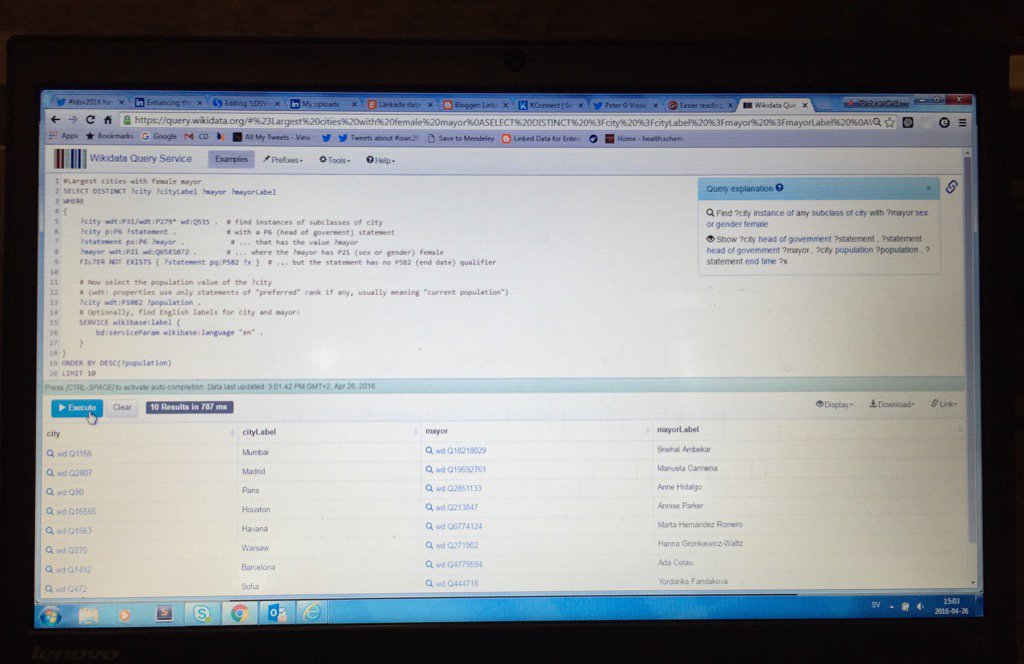 #ldsv2016
Enhancing the
Editing "LDSV
My uploads
Länkade data
Blogger: Link
KConnect | S
Peter G Vorse
Easier reading
Wikidata Que
https://query.wikidata.org/#%23Largest%20cities%20with%20female%20mayor%0ASELECT%20DISTINCT%20%3Fcity%20%3FcityLabel%20%3Fmayor%20%3FmayorLabel%20%0A
Apps Bookmarks Google CD All My Tweets - View Tweets about #iswc20 Save to Mendeley Linked Data for Enter Home - health.schem
Wikidata Query Service Examples Prefixes Tools Help
1 #Largest cities with female mayor
2 SELECT DISTINCT ?city ?cityLabel ?mayor ?mayorLabel
3 WHERE
4 {
5 ?city wdt:P31/wdt:P279* wd:Q515 . # find instances of subclasses of city
6 ?city p:P6 ?statement . # with a P6 (head of goverment) statement
7 ?statement ps:P6 ?mayor . # ... that has the value ?mayor
8 ?mayor wdt:P21 wd:Q6581072 . # ... where the ?mayor has P21 (sex or gender) female
9 FILTER NOT EXISTS { ?statement pq:P582 ?x } # ... but the statement has no P582 (end date) qualifier
10
11 # Now select the population value of the ?city
12 # (wdt: properties use only statements of "preferred" rank if any, usually meaning "current population")
13 ?city wdt:P1082 ?population .
14 # Optionally, find English labels for city and mayor:
15 SERVICE wikibase:label {
16 bd:serviceParam wikibase:language "en" .
17 }
18 }
19 ORDER BY DESC(?population)
20 LIMIT 10
Query explanation ×
Find ?city instance of any subclass of city with ?mayor sex
or gender female
Show ?city head of government ?statement , ?statement
head of government ?mayor , ?city population ?population , ?
statement end time ?x
Press [CTRL-SPACE] to activate auto completion. Data last updated: 3:01:42 PM GMT+2, Apr 26, 2016
Execute Clear 10 Results in 787 ms Display Download Link
city cityLabel mayor mayorLabel
wd:Q1156 Mumbai wd:Q18218029 Snehal Ambekar
wd:Q2807 Madrid wd:Q19592761 Manuela Carmena
wd:Q90 Paris wd:Q2851133 Anne Hidalgo
wd:Q16555 Houston wd:Q213847 Annise Parker
wd:Q1563 Havana wd:Q6774124 Marta Hernández Romero
wd:Q270 Warsaw wd:Q271902 Hanna Gronkiewicz-Waltz
wd:Q1492 Barcelona wd:Q4779694 Ada Colau
wd:Q472 Sofia wd:Q444718 Yordanka Fandakova
SV 15:03
2016-04-26
lenovo